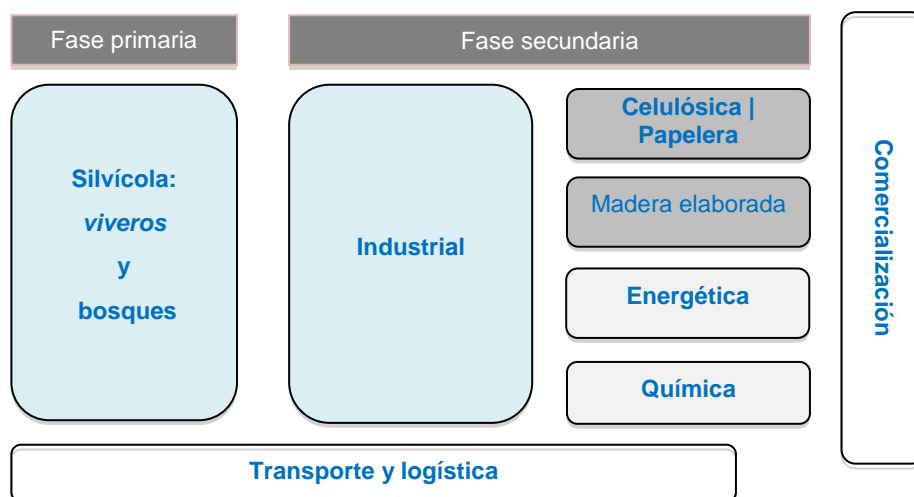 Fase primaria
Fase secundaria
Silvícola:
viveros
y
bosques
Industrial
Celulósica |
Papelera
Madera elaborada
Energética
Química
Comercialización
Transporte y logística